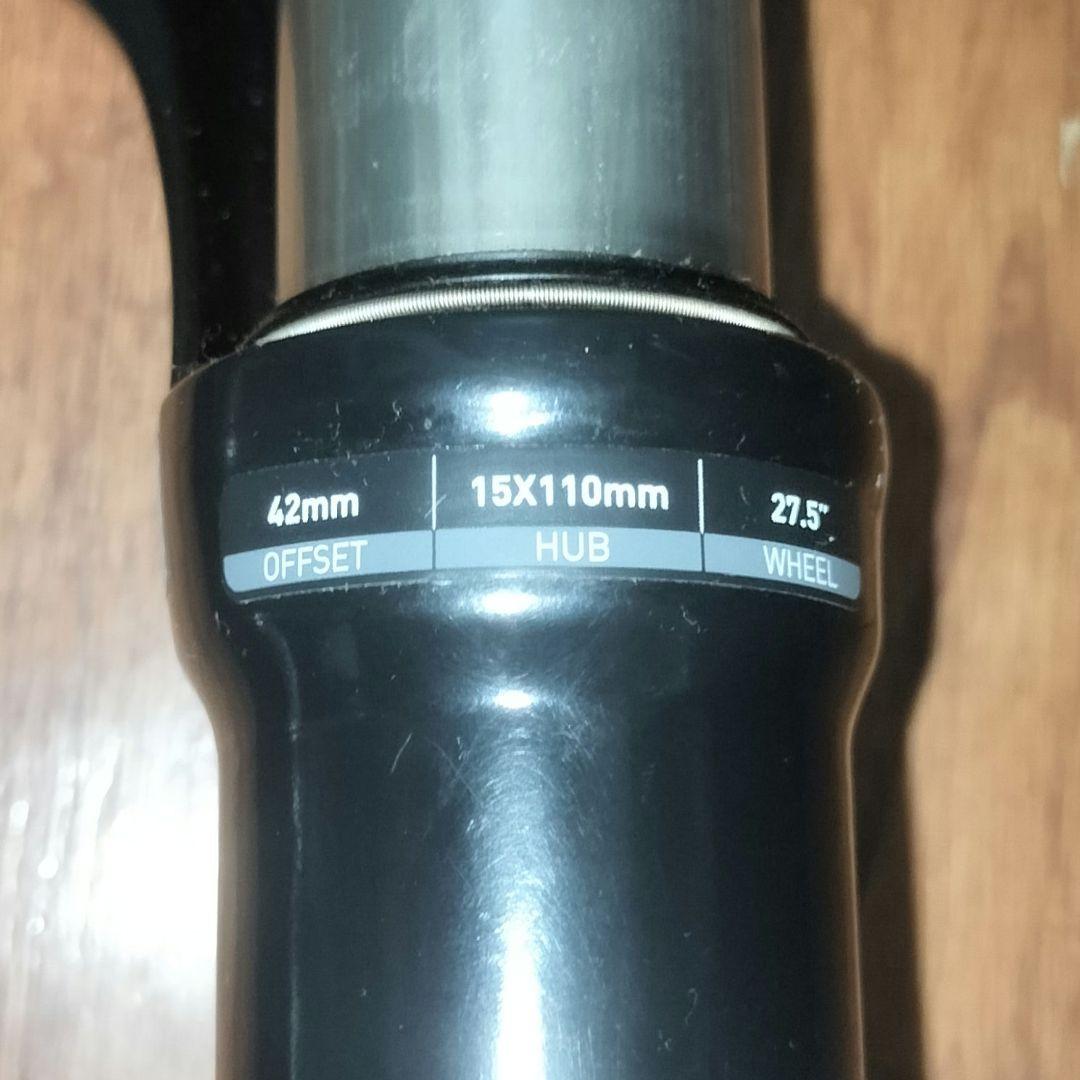 42mm 15X110mm 27.5"
OFFSET HUB WHEEL